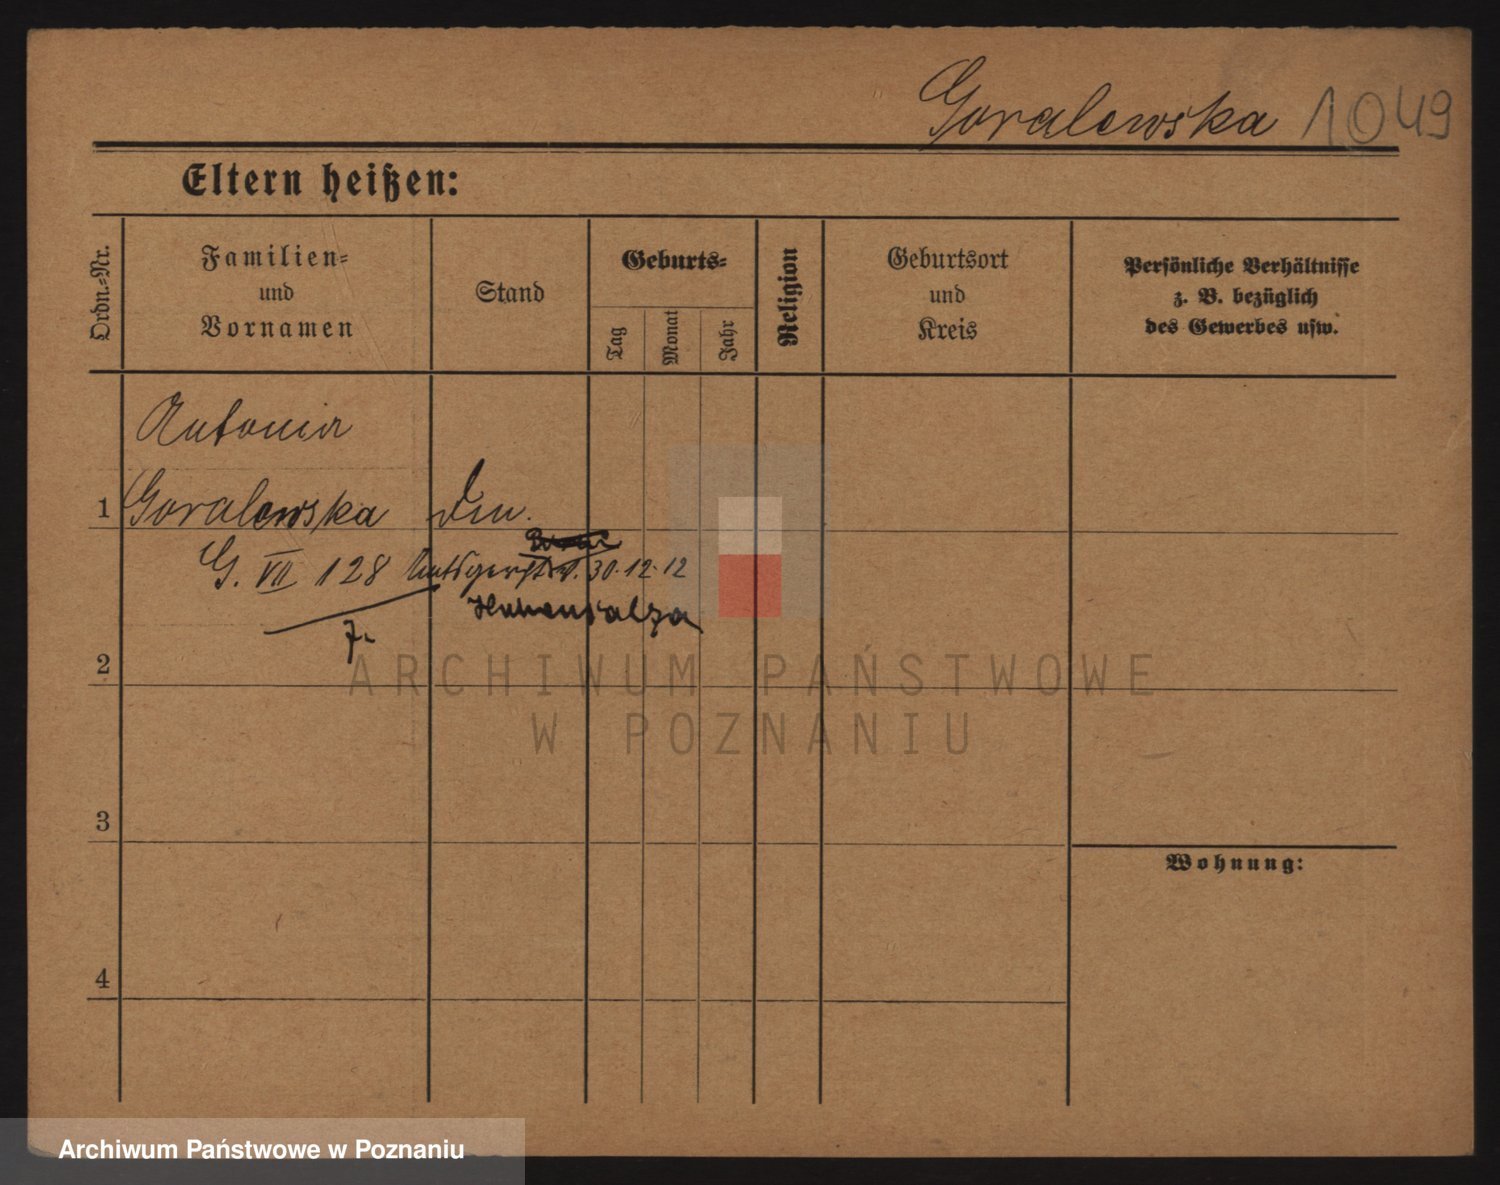 Goralewska 1049
Eltern heißen:
Ordn.-Nr.
Familien-
und
Vornamen
Stand
Geburts-
Tag
Monat
Jahr
Religion
Geburtsort
und
Kreis
Persönliche Verhältnisse
z. B. bezüglich
des Gewerbes usw.
Antonia
1 Goralewska
G. VII 128 30.12.12
Hohensalza
7.
2
ARCHIWUM PAŃSTWOWE
W POZNANIU
3
Wohnung:
4
Archiwum Państwowe w Poznaniu